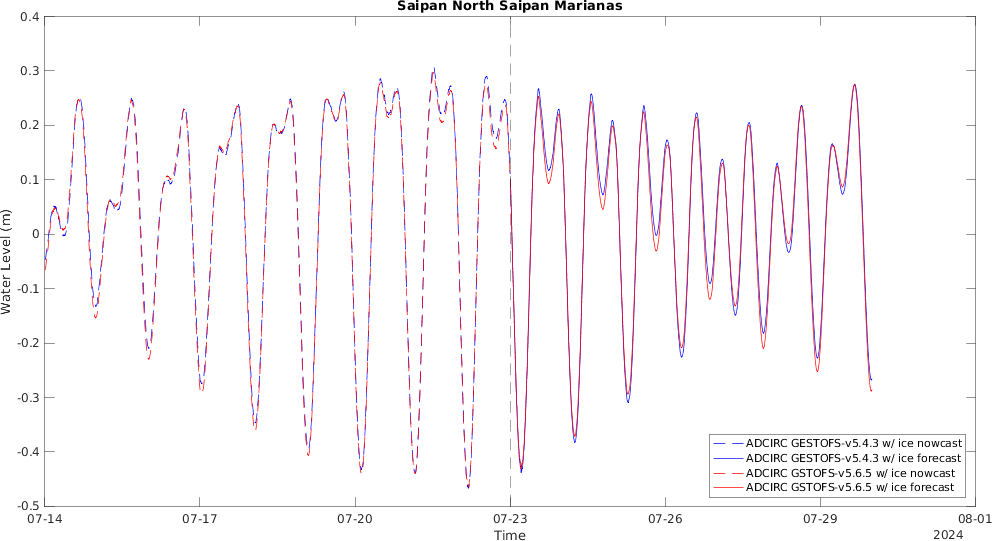 Saipan North Saipan Marianas
0.4
0.3
0.2
0.1
0
-0.1
-0.2
-0.3
-0.4
-0.5
Water Level (m)
07-14 07-17 07-20 07-23 07-26 07-29 08-01
Time
2024
ADCIRC GESTOFS-v5.4.3 w/ ice nowcast
ADCIRC GESTOFS-v5.4.3 w/ ice forecast
ADCIRC GSTOFS-v5.6.5 w/ ice nowcast
ADCIRC GSTOFS-v5.6.5 w/ ice forecast